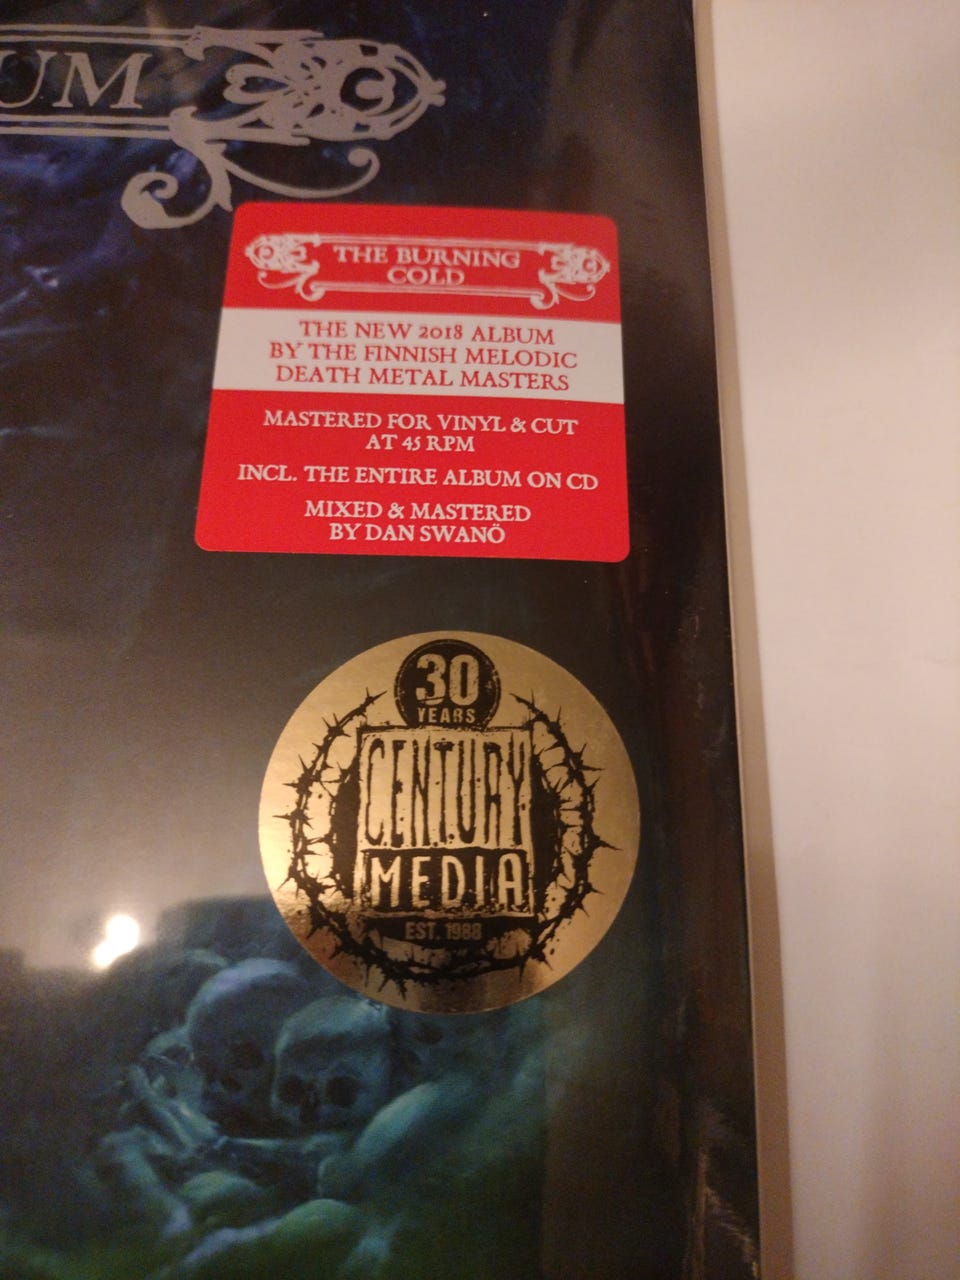 UM
THE BURNING
COLD
THE NEW 2018 ALBUM
BY THE FINNISH MELODIC
DEATH METAL MASTERS
MASTERED FOR VINYL & CUT
AT 45 RPM
INCL. THE ENTIRE ALBUM ON CD
MIXED & MASTERED
BY DAN SWANÖ
30
YEARS
CENTURY
MEDIA
EST. 1988